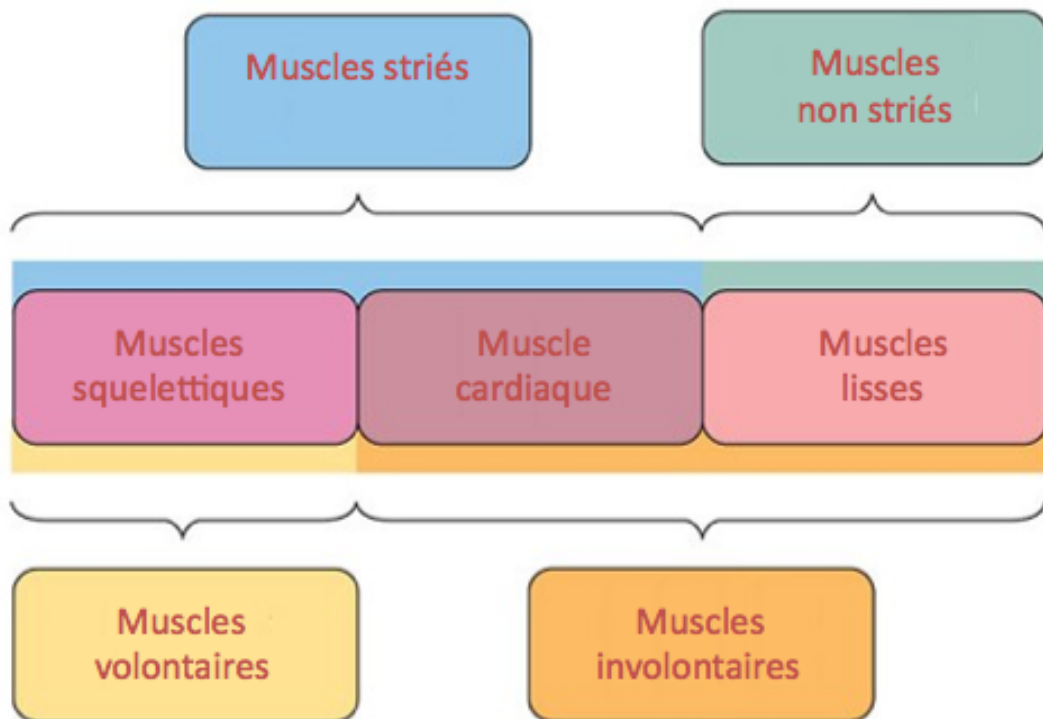 Muscles striés
Muscles
non striés
Muscles
squelettiques
Muscle
cardiaque
Muscles
lisses
Muscles
volontaires
Muscles
involontaires